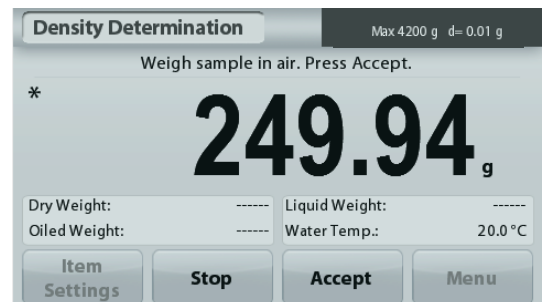 Density Determination
Max 4200 g d= 0.01 g
Weigh sample in air. Press Accept.
*
249.94 g
Dry Weight: ------ Liquid Weight: ------
Oiled Weight: ------ Water Temp.: 20.0 °C
Item Settings Stop Accept Menu